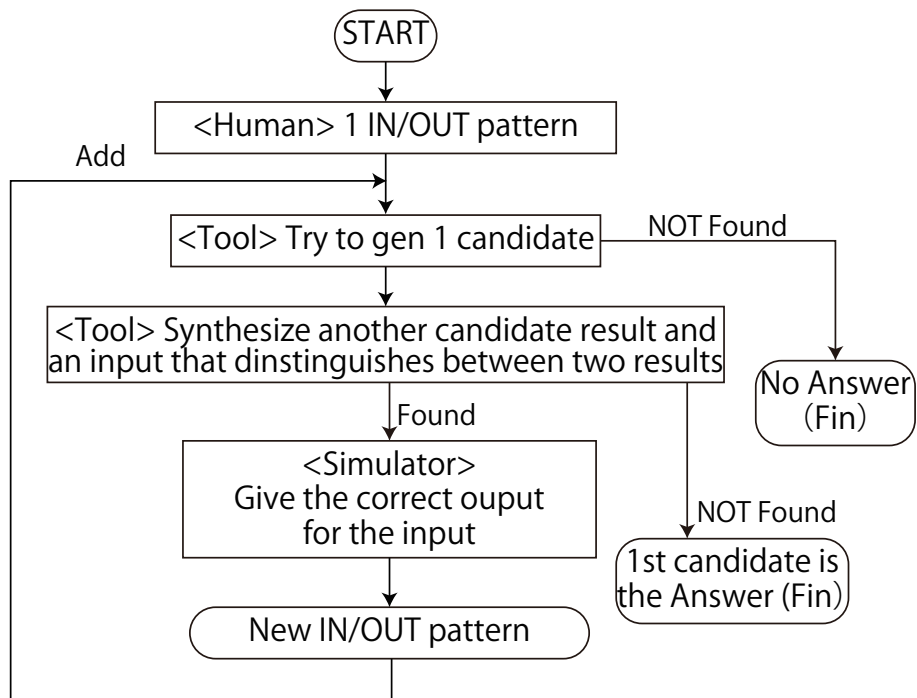 START
<Human> 1 IN/OUT pattern
Add
<Tool> Try to gen 1 candidate
NOT Found
<Tool> Synthesize another candidate result and
an input that dinstinguishes between two results
No Answer
(Fin)
Found
<Simulator>
Give the correct ouput
for the input
NOT Found
1st candidate is
the Answer (Fin)
New IN/OUT pattern